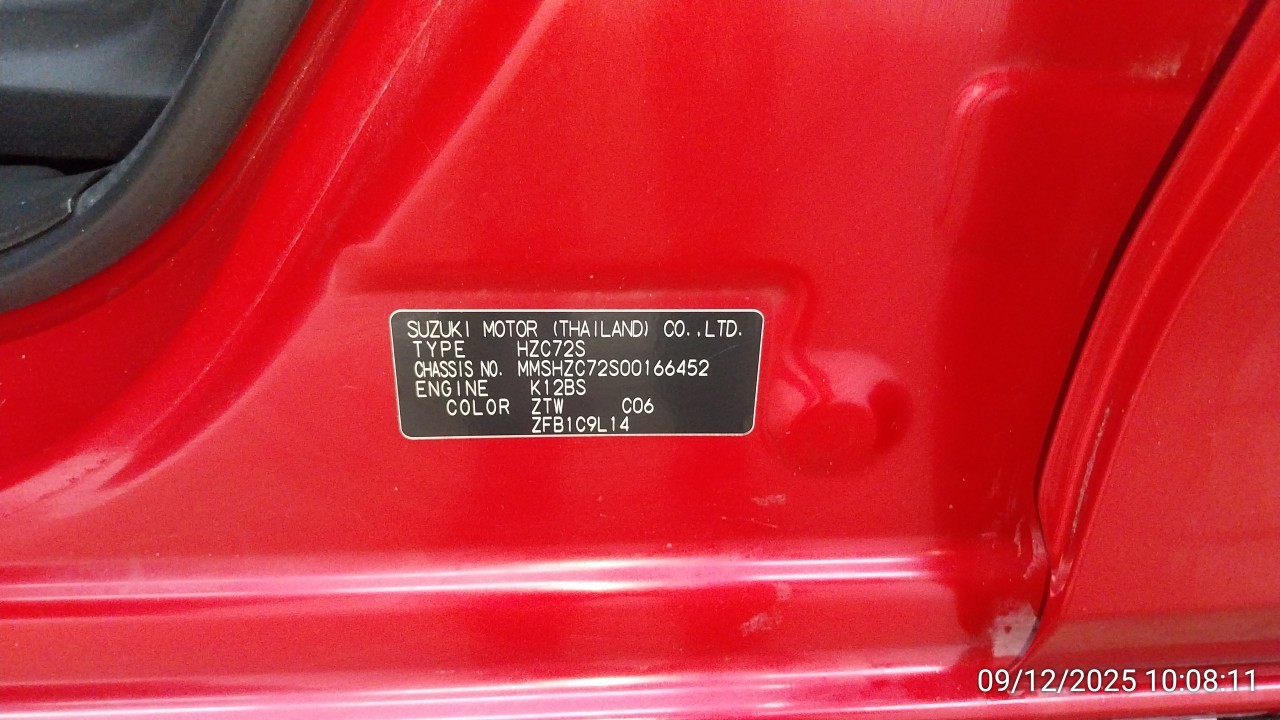 SUZUKI MOTOR (THAILAND) CO.,LTD.
TYPE HZC72S
CHASSIS NO. MMSHZC72S00166452
ENGINE K12BS
COLOR ZTW C06
ZFB1C9L14
09/12/2025 10:08:11